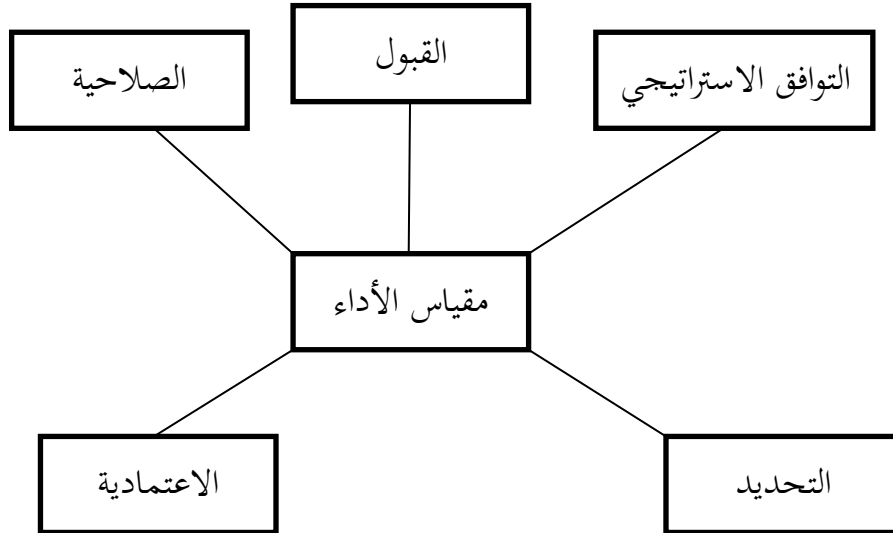 التوافق الاستراتيجي
القبول
الصلاحية
مقياس الأداء
التحديد
الاعتمادية